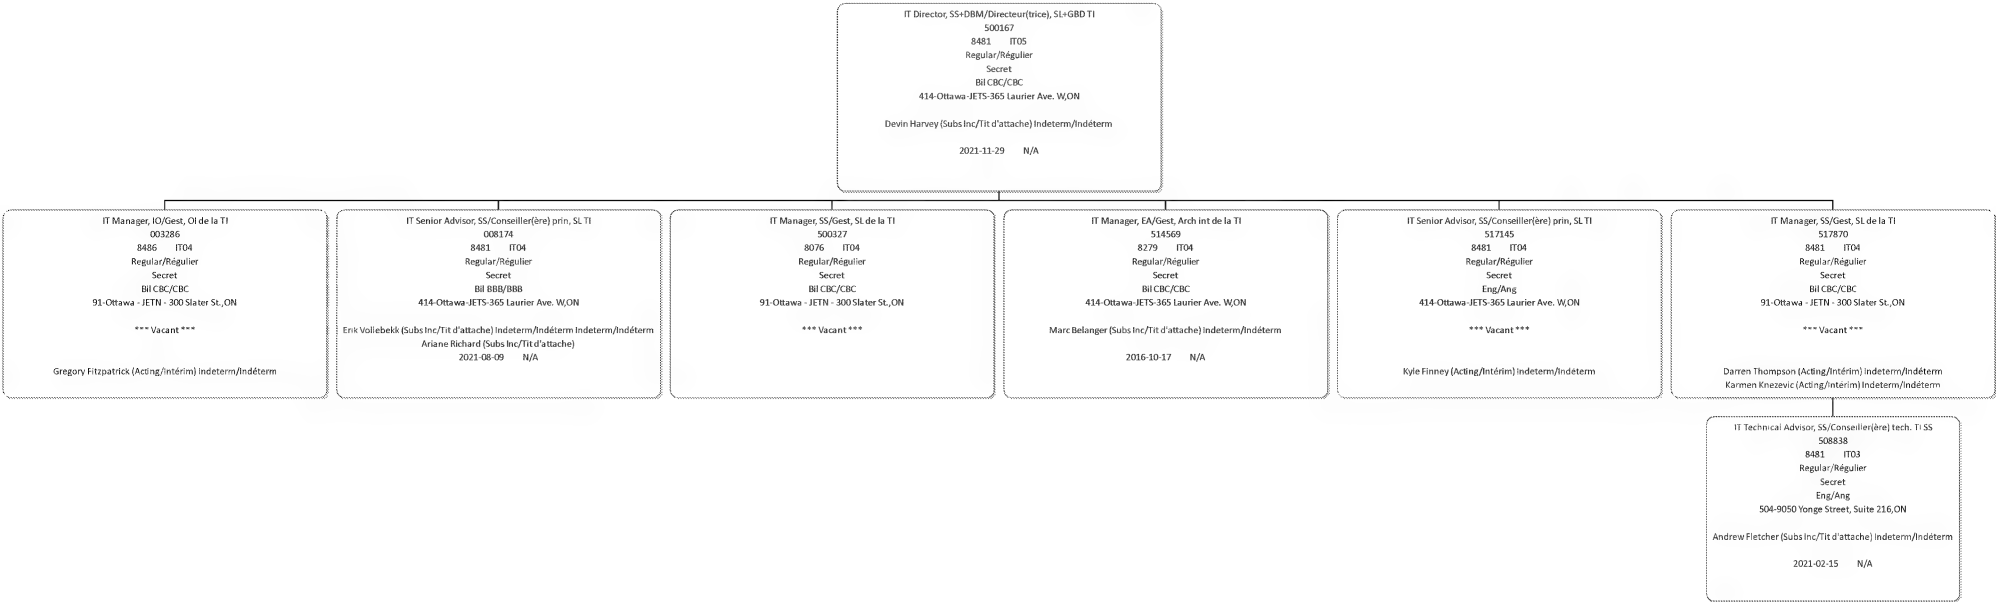 IT Director, SS+DBM/Directeur(trice), SL+GBD TI
500167
8481 IT05
Regular/Régulier
Secret
Bil CBC/CBC
414-Ottawa-JETS-365 Laurier Ave. W,ON
Devin Harvey (Subs Inc/Tit d'attache) Indeterm/Indéterm
2021-11-29 N/A
IT Manager, IO/Gest, OI de la TI
003286
8486 IT04
Regular/Régulier
Secret
Bil CBC/CBC
91-Ottawa - JETN - 300 Slater St.,ON
*** Vacant ***
Gregory Fitzpatrick (Acting/Intérim) Indeterm/Indéterm
IT Senior Advisor, SS/Conseiller(ère) prin, SL TI
008174
8481 IT04
Regular/Régulier
Secret
Bil BBB/BBB
414-Ottawa-JETS-365 Laurier Ave. W,ON
Erik Vollebekk (Subs Inc/Tit d'attache) Indeterm/Indéterm Indeterm/Indéterm
Ariane Richard (Subs Inc/Tit d'attache)
2021-08-09 N/A
IT Manager, SS/Gest, SL de la TI
500327
8076 IT04
Regular/Régulier
Secret
Bil CBC/CBC
91-Ottawa - JETN - 300 Slater St.,ON
*** Vacant ***
IT Manager, EA/Gest, Arch int de la TI
514569
8279 IT04
Regular/Régulier
Secret
Bil CBC/CBC
414-Ottawa-JETS-365 Laurier Ave. W,ON
Marc Belanger (Subs Inc/Tit d'attache) Indeterm/Indéterm
2016-10-17 N/A
IT Senior Advisor, SS/Conseiller(ère) prin, SL TI
517145
8481 IT04
Regular/Régulier
Secret
Eng/Ang
414-Ottawa-JETS-365 Laurier Ave. W,ON
*** Vacant ***
Kyle Finney (Acting/Intérim) Indeterm/Indéterm
IT Manager, SS/Gest, SL de la TI
517870
8481 IT04
Regular/Régulier
Secret
Bil CBC/CBC
91-Ottawa - JETN - 300 Slater St.,ON
*** Vacant ***
Darren Thompson (Acting/Intérim) Indeterm/Indéterm
Karmen Knezevic (Acting/Intérim) Indeterm/Indéterm
IT Technical Advisor, SS/Conseiller(ère) tech. TI SS
508838
8481 IT03
Regular/Régulier
Secret
Eng/Ang
504-9050 Yonge Street, Suite 216,ON
Andrew Fletcher (Subs Inc/Tit d'attache) Indeterm/Indéterm
2021-02-15 N/A